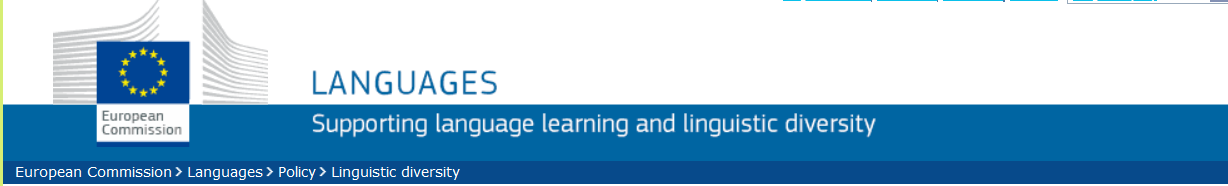 LANGUAGES
European
Commission
Supporting language learning and linguistic diversity
European Commission > Languages > Policy > Linguistic diversity